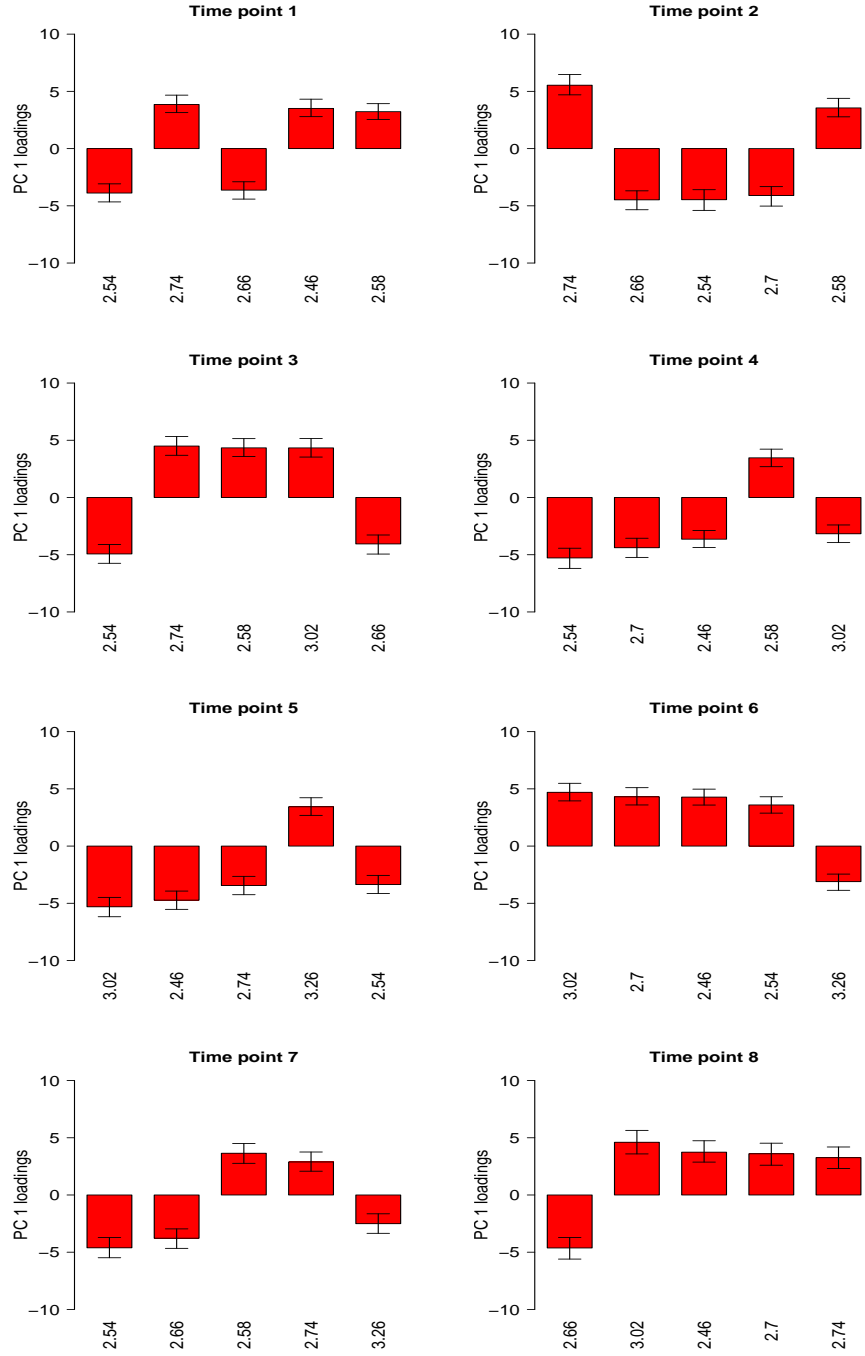 Time point 1
PC 1 loadings
10
5
0
−5
−10
2.54 2.74 2.66 2.46 2.58
Time point 2
PC 1 loadings
10
5
0
−5
−10
2.74 2.66 2.54 2.7 2.58
Time point 3
PC 1 loadings
10
5
0
−5
−10
2.54 2.74 2.58 3.02 2.66
Time point 4
PC 1 loadings
10
5
0
−5
−10
2.54 2.7 2.46 2.58 3.02
Time point 5
PC 1 loadings
10
5
0
−5
−10
3.02 2.46 2.74 3.26 2.54
Time point 6
PC 1 loadings
10
5
0
−5
−10
3.02 2.7 2.46 2.54 3.26
Time point 7
PC 1 loadings
10
5
0
−5
−10
2.54 2.66 2.58 2.74 3.26
Time point 8
PC 1 loadings
10
5
0
−5
−10
2.66 3.02 2.46 2.7 2.74